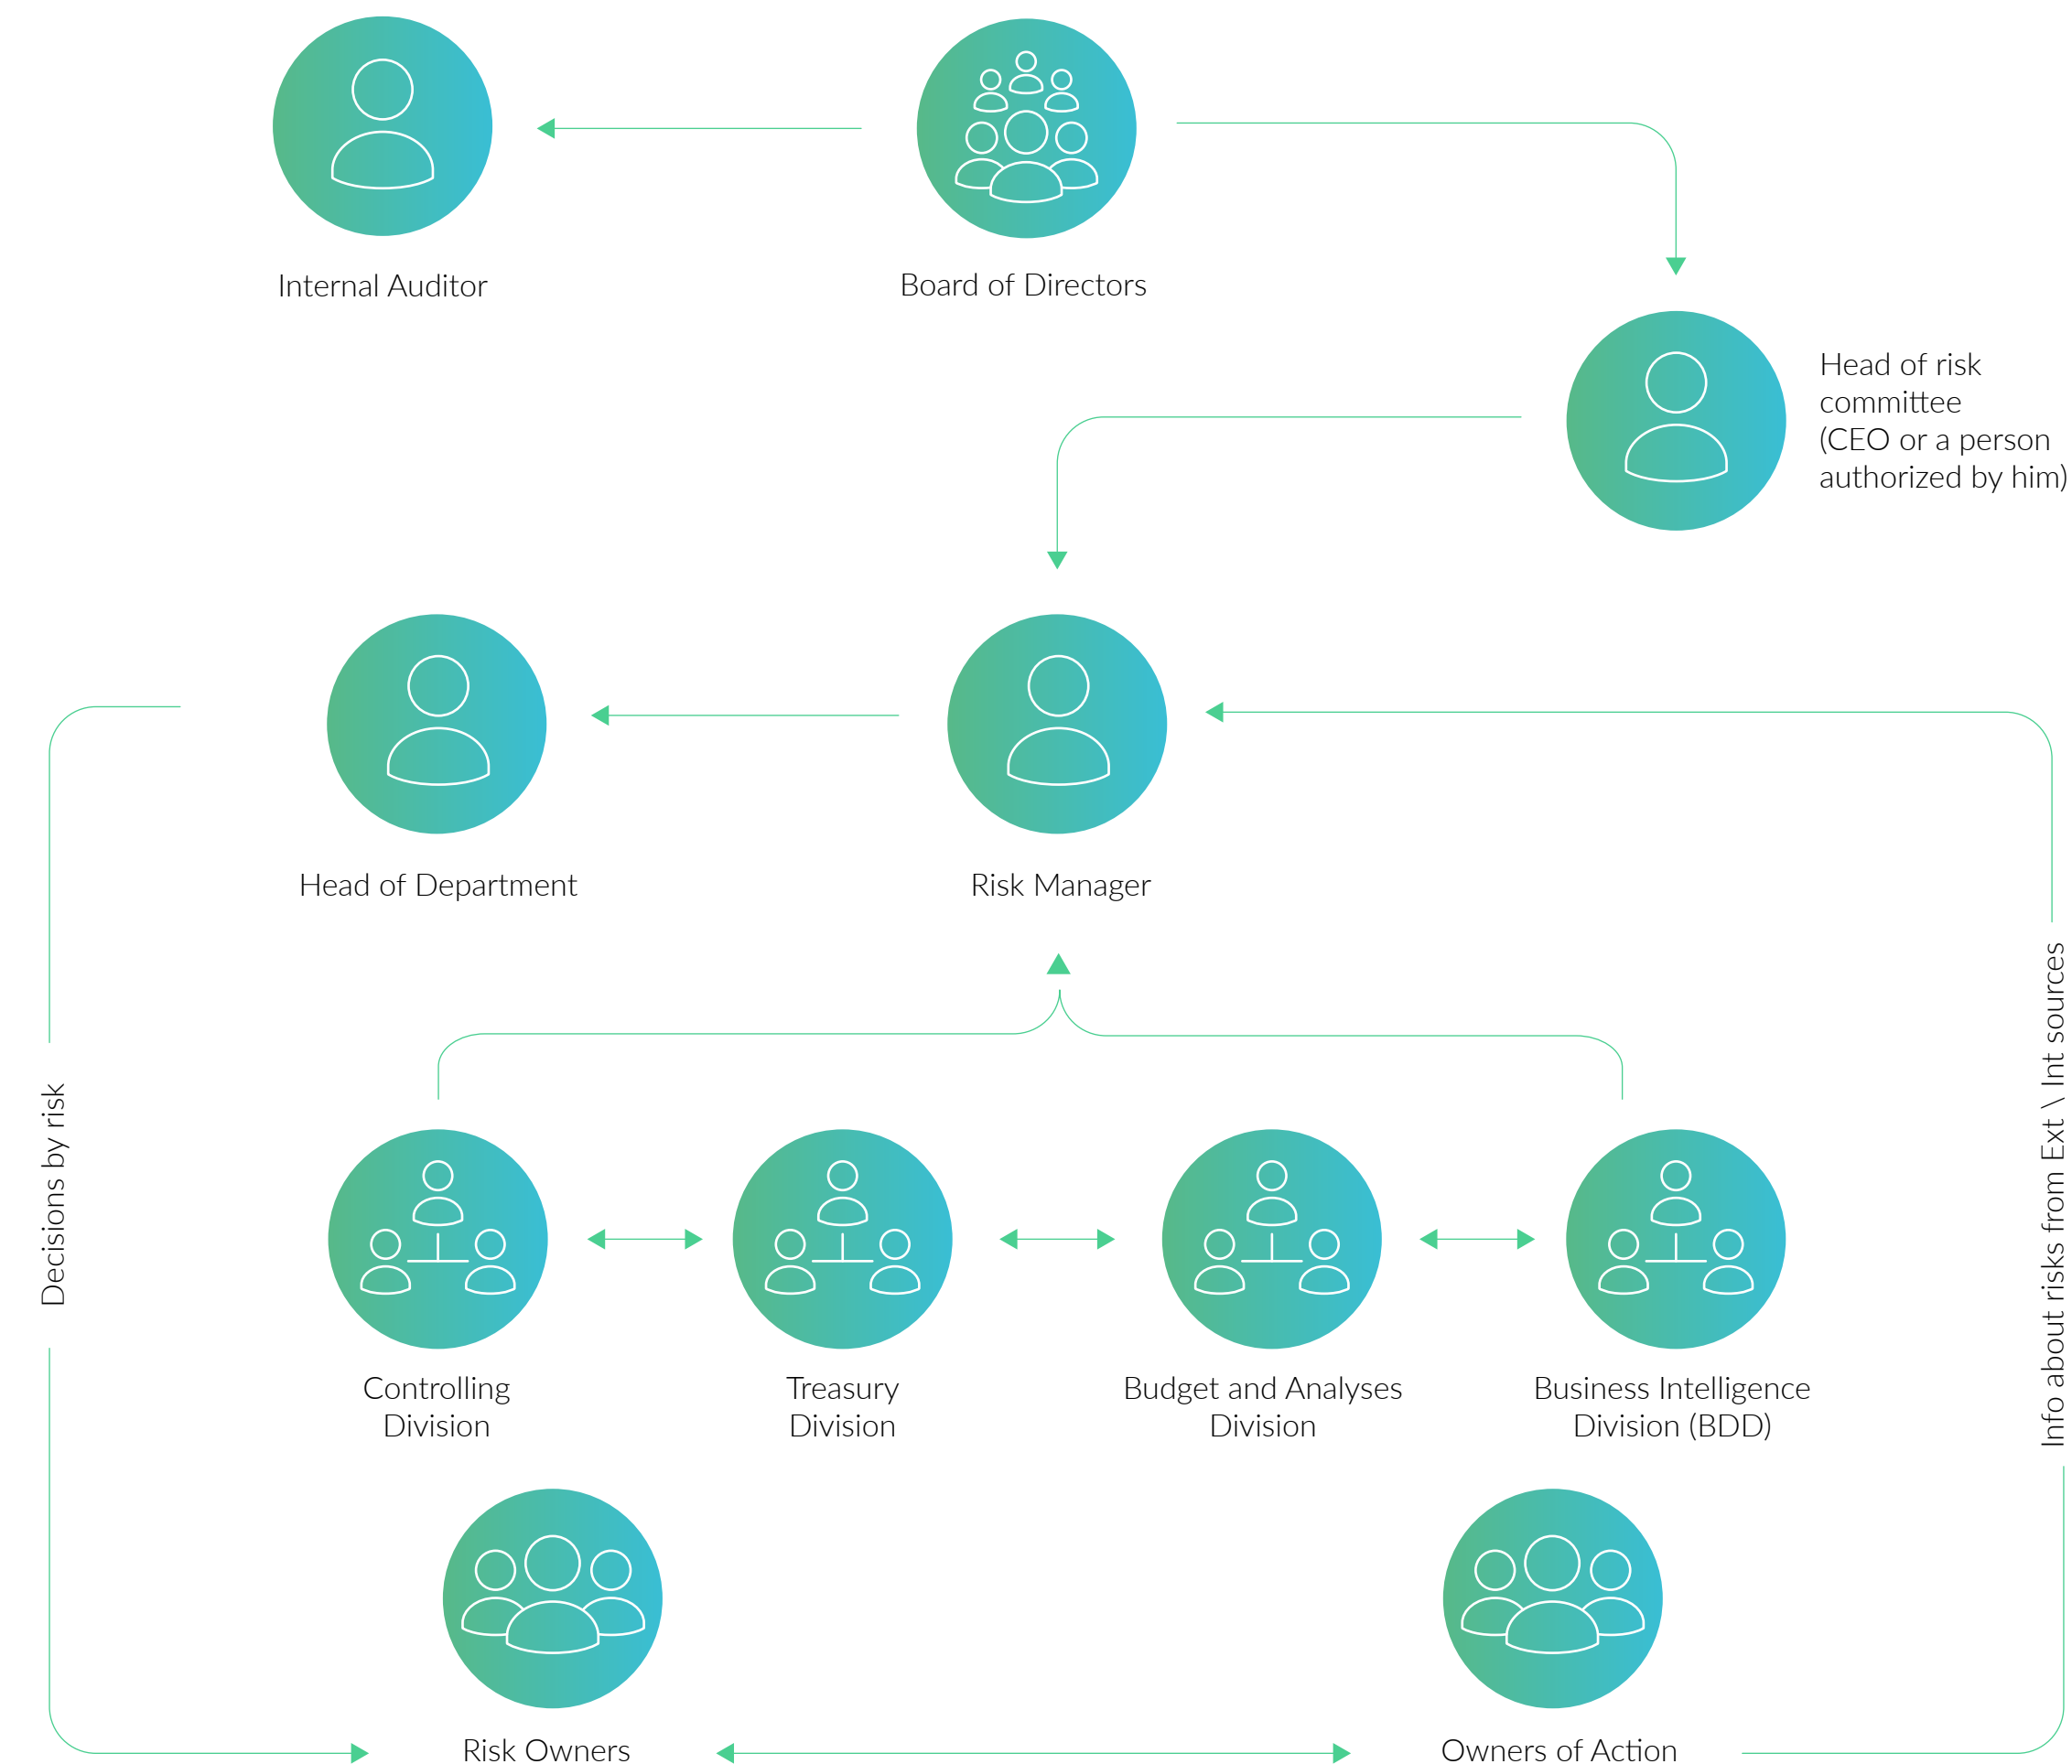 Internal Auditor
Board of Directors
Head of risk
committee
(CEO or a person
authorized by him)
Head of Department
Risk Manager
Decisions by risk
Info about risks from Ext \ Int sources
Controlling
Division
Treasury
Division
Budget and Analyses
Division
Business Intelligence
Division (BDD)
Risk Owners
Owners of Action